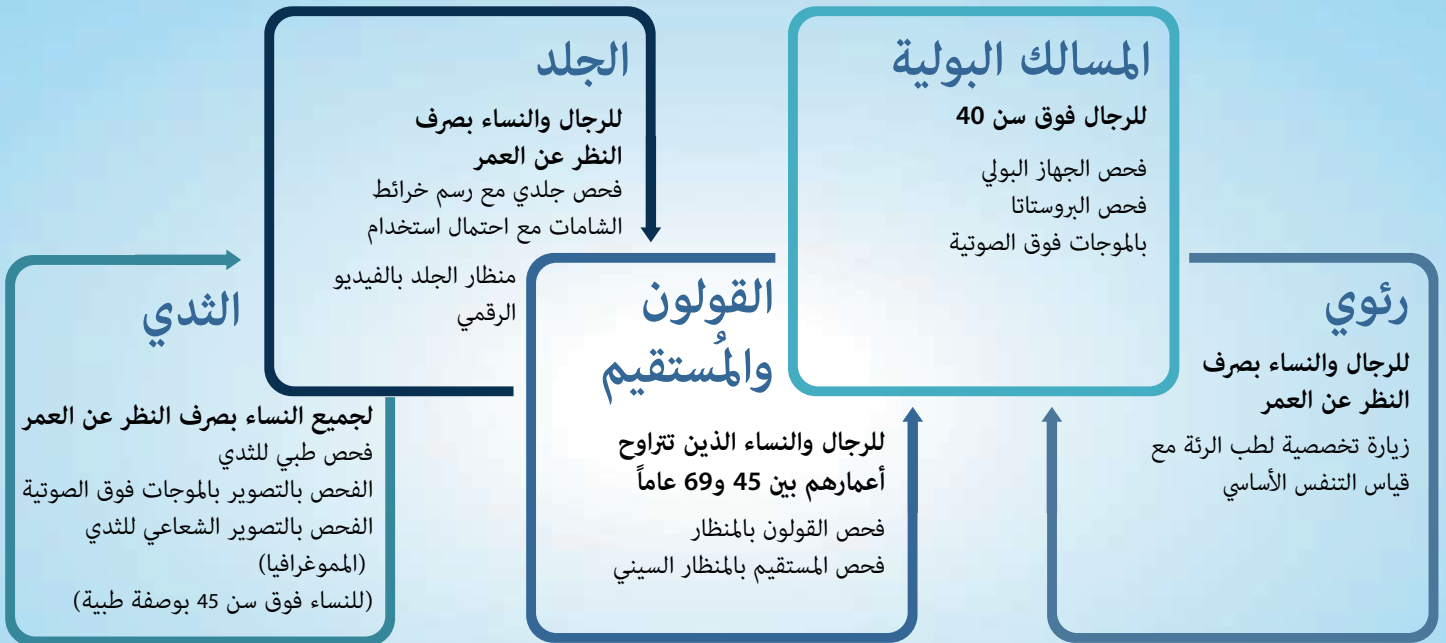 رئوي
للرجال والنساء بصرف
النظر عن العمر
زيارة تخصصية لطب الرئة مع
قياس التنفس الأساسي
المسالك البولية
للرجال فوق سن 40
فحص الجهاز البولي
فحص البروستاتا
بالموجات فوق الصوتية
القولون
والمُستقيم
للرجال والنساء الذين تتراوح
أعمارهم بين 45 و69 عاماً
فحص القولون بالمنظار
فحص المستقيم بالمنظار السيني
الجلد
للرجال والنساء بصرف
النظر عن العمر
فحص جلدي مع رسم خرائط
الشامات مع احتمال استخدام
منظار الجلد بالفيديو
الرقمي
الثدي
لجميع النساء بصرف النظر عن العمر
فحص طبي للثدي
الفحص بالتصوير بالموجات فوق الصوتية
الفحص بالتصوير الشعاعي للثدي
(الموغرافيا)
(للنساء فوق سن 45 بوصفة طبية)